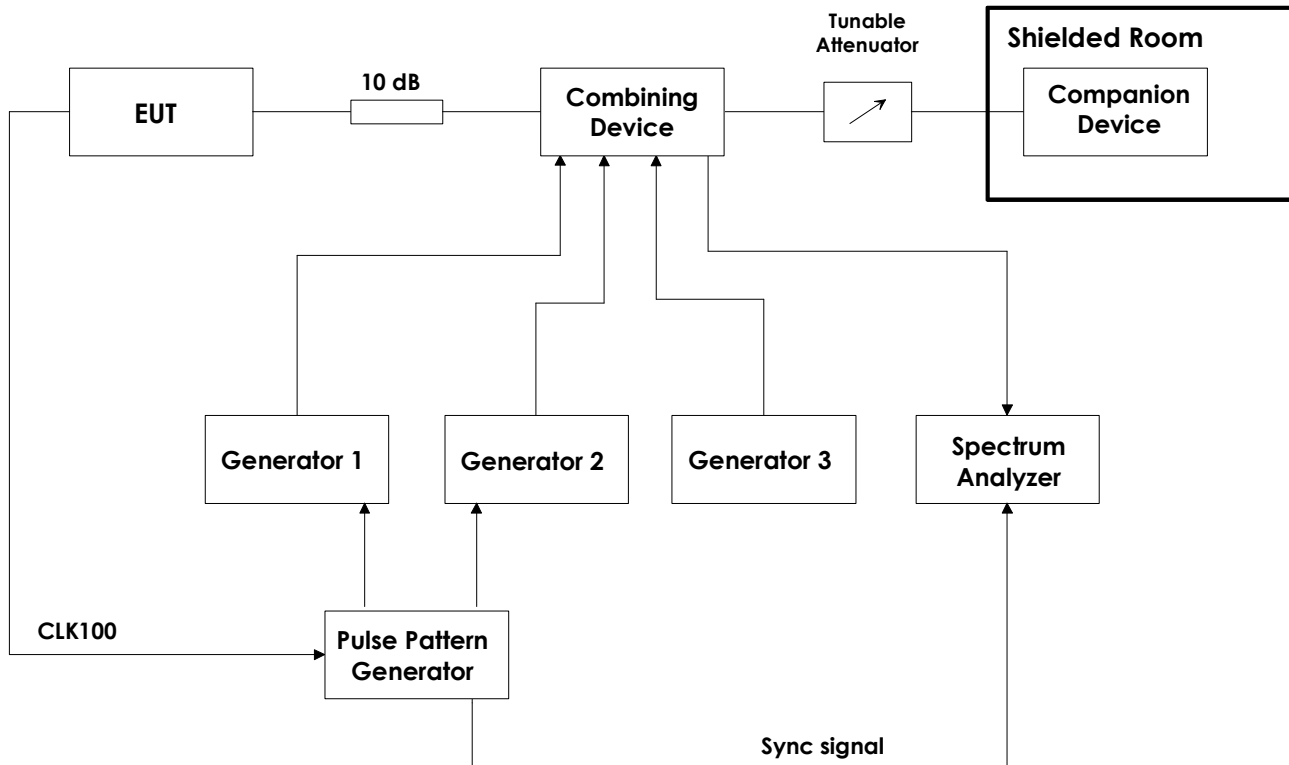 Tunable
Attenuator
Shielded Room
10 dB
EUT
Combining
Device
Companion
Device
Generator 1
Generator 2
Generator 3
Spectrum
Analyzer
CLK100
Pulse Pattern
Generator
Sync signal